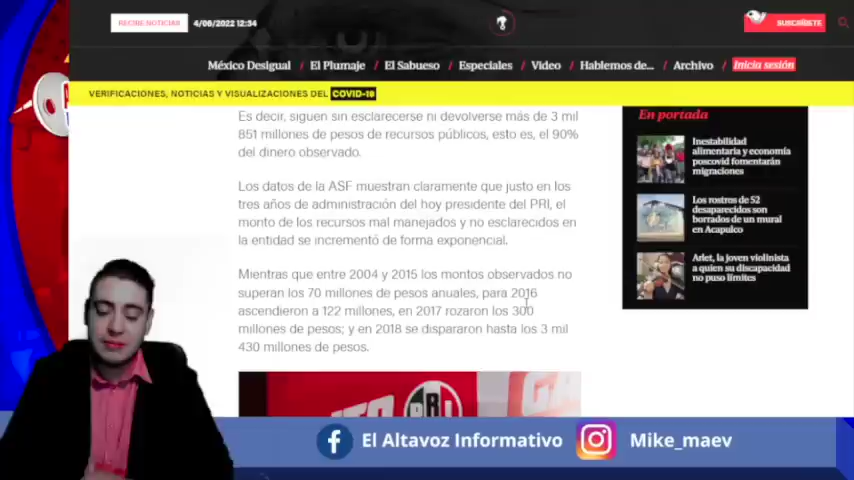 RECIBE NOTICIAS
4/08/2022 12:34
SUSCRÍBETE
México Desigual / El Plumaje / El Sabueso / Especiales / Video / Hablemos de... / Archivo / Inicia sesión
VERIFICACIONES, NOTICIAS Y VISUALIZACIONES DEL COVID-19
Es decir, siguen sin esclarecerse ni devolverse más de 3 mil
851 millones de pesos de recursos públicos, esto es, el 90%
del dinero observado.
Los datos de la ASF muestran claramente que justo en los
tres años de administración del hoy presidente del PRI, el
monto de los recursos mal manejados y no esclarecidos en
la entidad se incrementó de forma exponencial.
Mientras que entre 2004 y 2015 los montos observados no
superan los 70 millones de pesos anuales, para 2016
ascendieron a 122 millones, en 2017 rozaron los 300
millones de pesos; y en 2018 se dispararon hasta los 3 mil
430 millones de pesos.
En portada
Inestabilidad
alimentaria y economía
poscovid fomentarán
migraciones
Los rostros de 52
desaparecidos son
borrados de un mural
en Acapulco
Arlet, la joven violinista
a quien su discapacidad
no puso límites
PRI
El Altavoz Informativo
Mike_maev